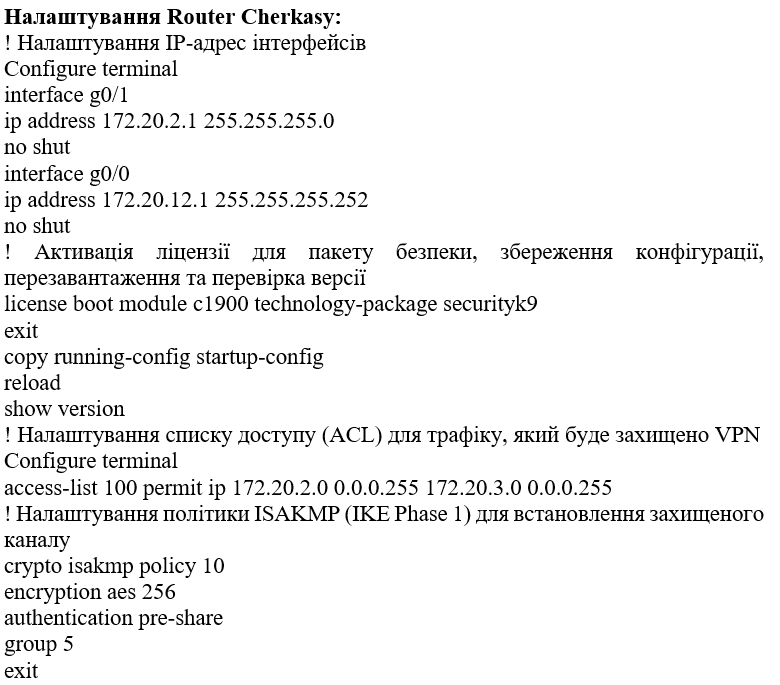 Налаштування Router Cherkasy:
! Налаштування IP-адрес інтерфейсів
Configure terminal
interface g0/1
ip address 172.20.2.1 255.255.255.0
no shut
interface g0/0
ip address 172.20.12.1 255.255.255.252
no shut
! Активація ліцензії для пакету безпеки, збереження конфігурації,
перезавантаження та перевірка версії
license boot module c1900 technology-package securityk9
exit
copy running-config startup-config
reload
show version
! Налаштування списку доступу (ACL) для трафіку, який буде захищено VPN
Configure terminal
access-list 100 permit ip 172.20.2.0 0.0.0.255 172.20.3.0 0.0.0.255
! Налаштування політики ISAKMP (IKE Phase 1) для встановлення захищеного
каналу
crypto isakmp policy 10
encryption aes 256
authentication pre-share
group 5
exit